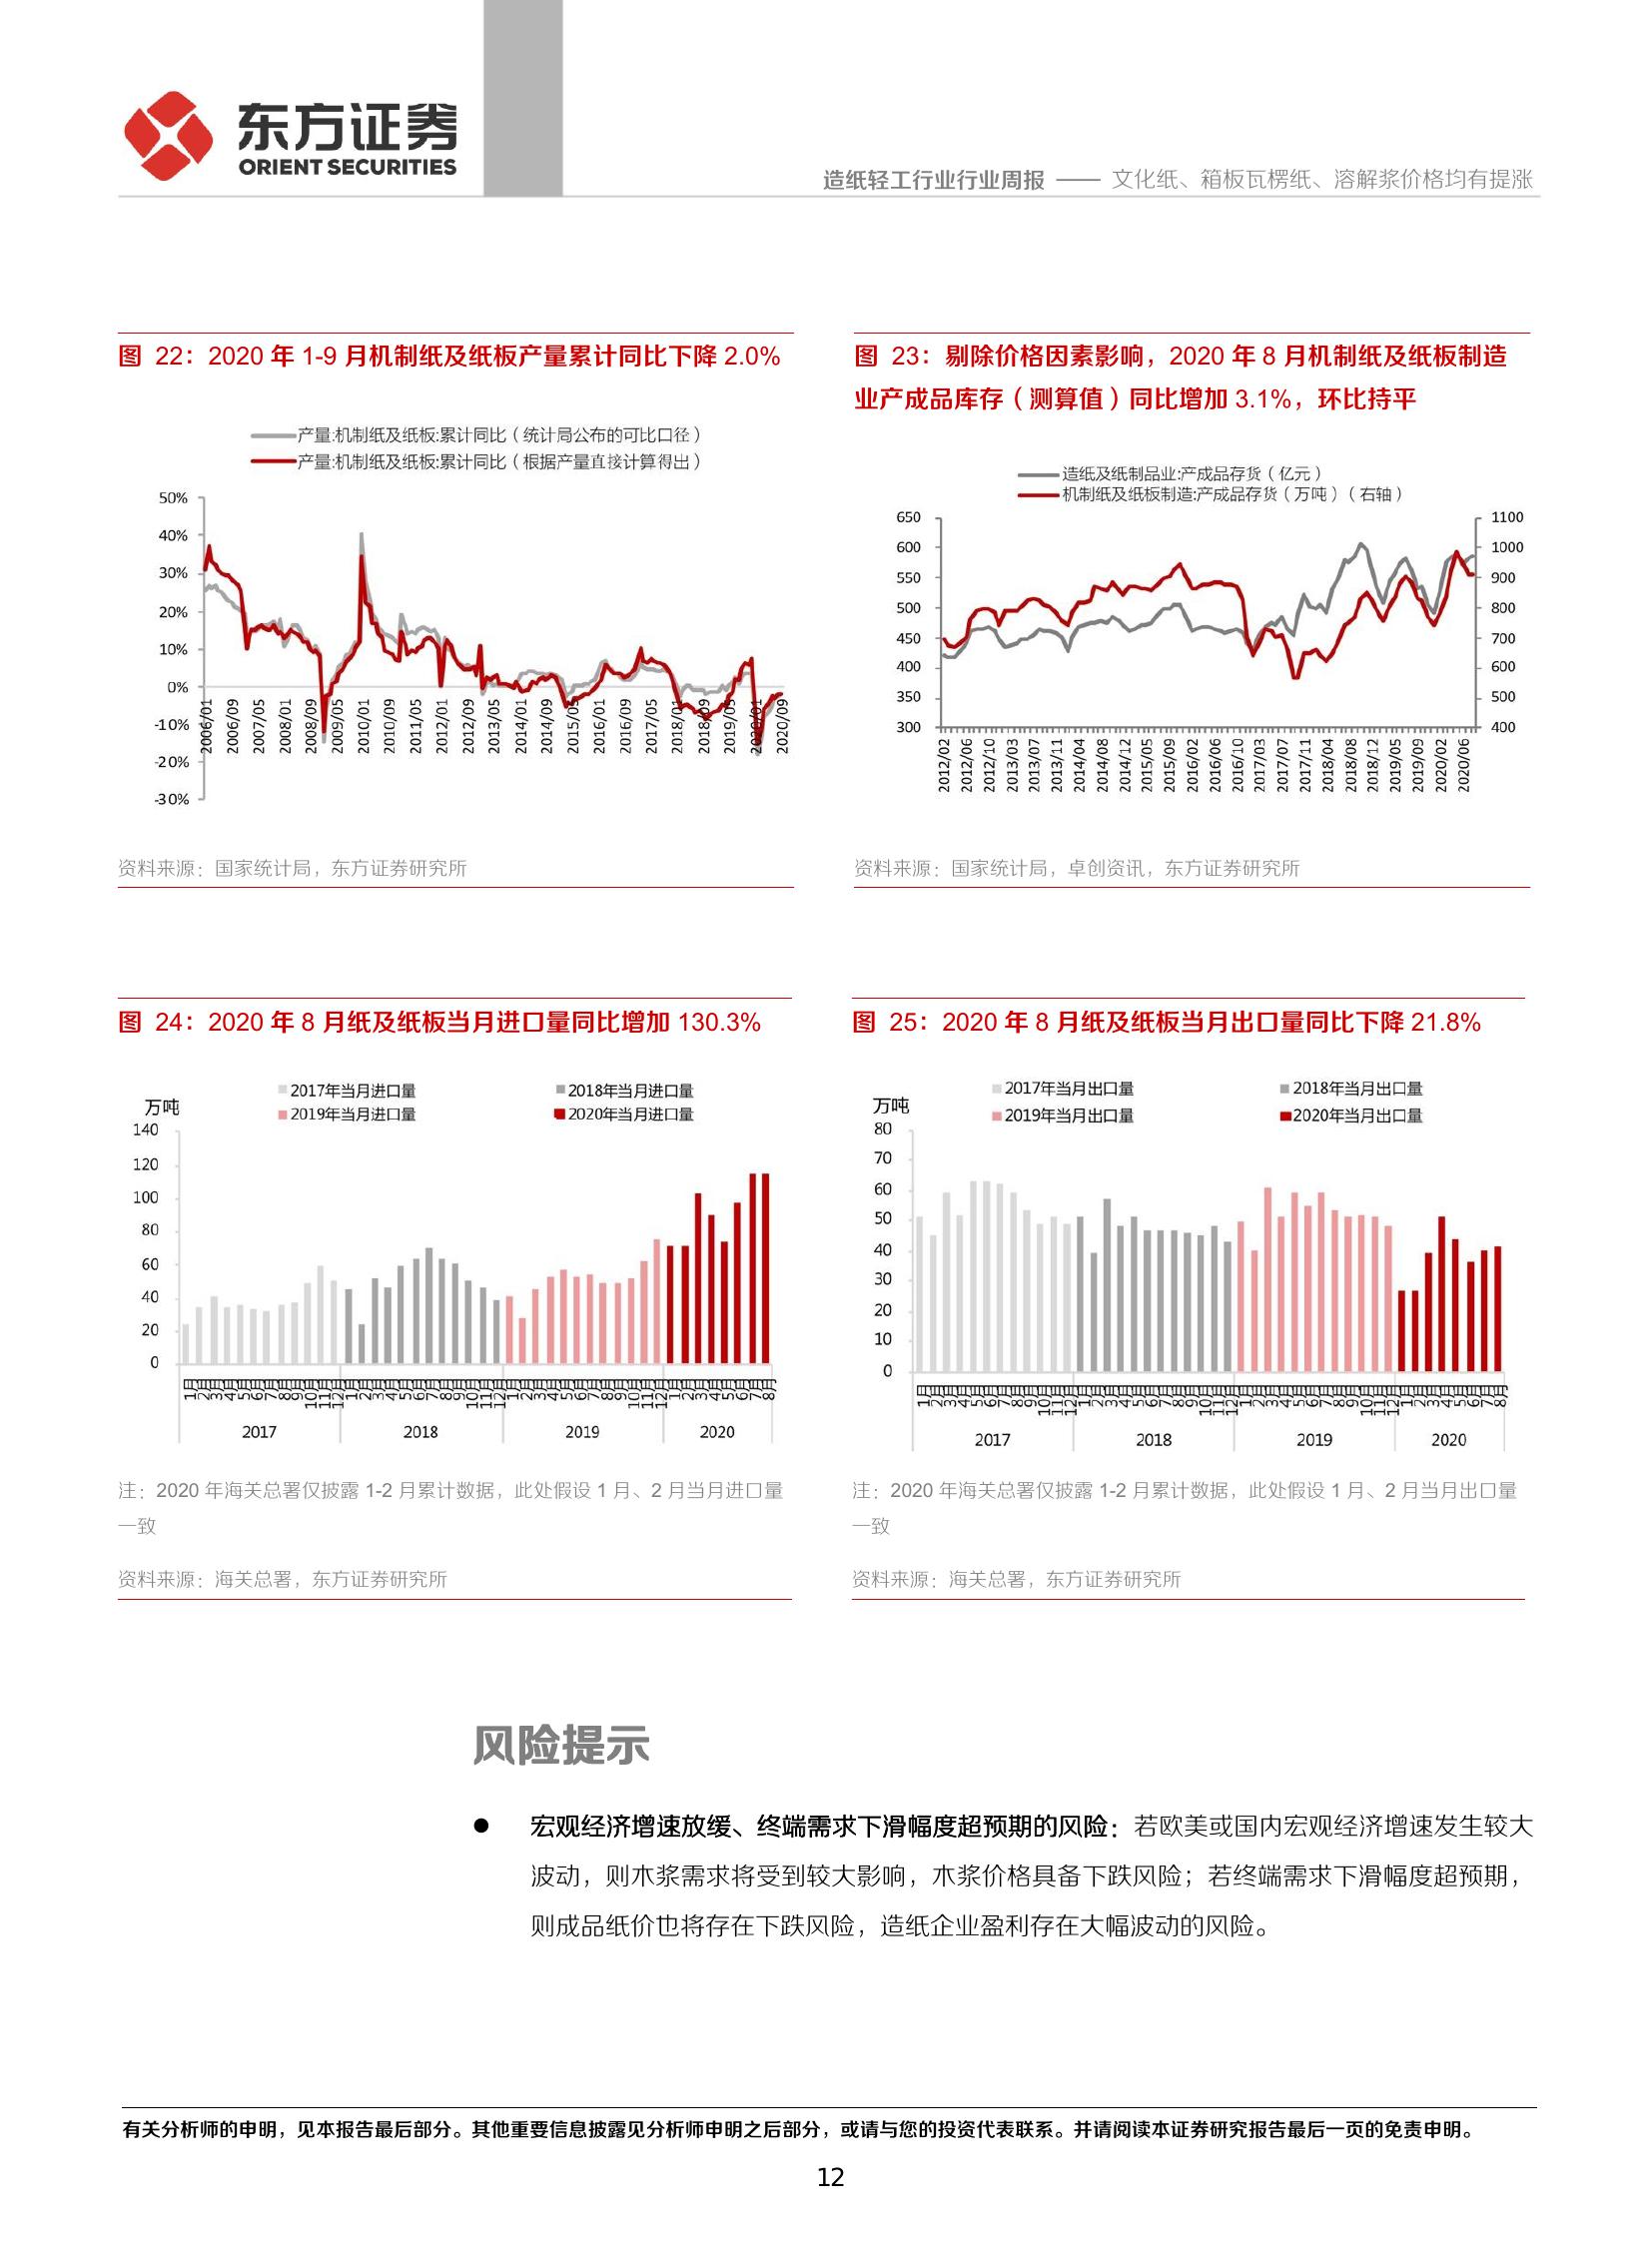 东方证券
ORIENT SECURITIES
造纸轻工行业行业周报 —— 文化纸、箱板瓦楞纸、溶解浆价格均有提涨
图 22：2020 年 1-9 月机制纸及纸板产量累计同比下降 2.0%
产量:机制纸及纸板:累计同比（统计局公布的可比口径）
产量:机制纸及纸板:累计同比（根据产量直接计算得出）
50%
40%
30%
20%
10%
0%
-10%
-20%
-30%
2006/01 2006/09 2007/05 2008/01 2008/09 2009/05 2010/01 2010/09 2011/05 2012/01 2012/09 2013/05 2014/01 2014/09 2015/05 2016/01 2016/09 2017/05 2018/01 2018/09 2019/05 2020/01 2020/09
资料来源：国家统计局，东方证券研究所
图 23：剔除价格因素影响，2020 年 8 月机制纸及纸板制造
业产成品库存（测算值）同比增加 3.1%，环比持平
造纸及纸制品业:产成品存货（亿元）
机制纸及纸板制造:产成品存货（万吨）（右轴）
650 1100
600 1000
550 900
500 800
450 700
400 600
350 500
300 400
2012/02 2012/06 2012/10 2013/03 2013/07 2013/11 2014/04 2014/08 2014/12 2015/05 2015/09 2016/02 2016/06 2016/10 2017/03 2017/07 2017/11 2018/04 2018/08 2018/12 2019/05 2019/09 2020/02 2020/06
资料来源：国家统计局，卓创资讯，东方证券研究所
图 24：2020 年 8 月纸及纸板当月进口量同比增加 130.3%
2017年当月进口量 2018年当月进口量
2019年当月进口量 2020年当月进口量
万吨
140
120
100
80
60
40
20
0
1月 2月 3月 4月 5月 6月 7月 8月 9月 10月 11月 12月 1月 2月 3月 4月 5月 6月 7月 8月 9月 10月 11月 12月 1月 2月 3月 4月 5月 6月 7月 8月 9月 10月 11月 12月 1月 2月 3月 4月 5月 6月 7月 8月
2017 2018 2019 2020
注：2020 年海关总署仅披露 1-2 月累计数据，此处假设 1 月、2 月当月进口量
一致
资料来源：海关总署，东方证券研究所
图 25：2020 年 8 月纸及纸板当月出口量同比下降 21.8%
2017年当月出口量 2018年当月出口量
2019年当月出口量 2020年当月出口量
万吨
80
70
60
50
40
30
20
10
0
1月 2月 3月 4月 5月 6月 7月 8月 9月 10月 11月 12月 1月 2月 3月 4月 5月 6月 7月 8月 9月 10月 11月 12月 1月 2月 3月 4月 5月 6月 7月 8月 9月 10月 11月 12月 1月 2月 3月 4月 5月 6月 7月 8月
2017 2018 2019 2020
注：2020 年海关总署仅披露 1-2 月累计数据，此处假设 1 月、2 月当月出口量
一致
资料来源：海关总署，东方证券研究所
风险提示
● 宏观经济增速放缓、终端需求下滑幅度超预期的风险：若欧美或国内宏观经济增速发生较大
波动，则木浆需求将受到较大影响，木浆价格具备下跌风险；若终端需求下滑幅度超预期，
则成品纸价也将存在下跌风险，造纸企业盈利存在大幅波动的风险。
有关分析师的申明，见本报告最后部分。其他重要信息披露见分析师申明之后部分，或请与您的投资代表联系。并请阅读本证券研究报告最后一页的免责申明。
12